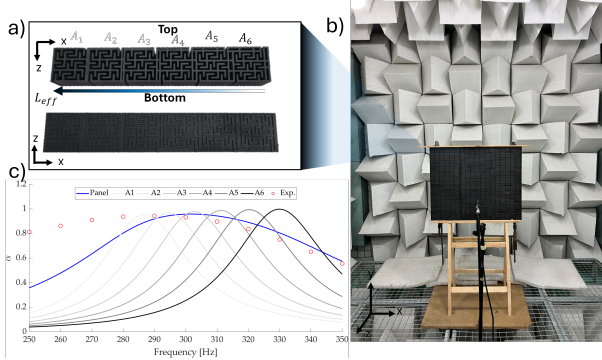 a)
Top
A₁ A₂ A₃ A₄ A₅ A₆
X
Z
L_eff
Bottom
Z
X
b)
X
c)
Panel A1 A2 A3 A4 A5 A6 Exp.
1.2
1
0.8
0.6
0.4
0.2
0
α
250 260 270 280 290 300 310 320 330 340 350
Frequency [Hz]